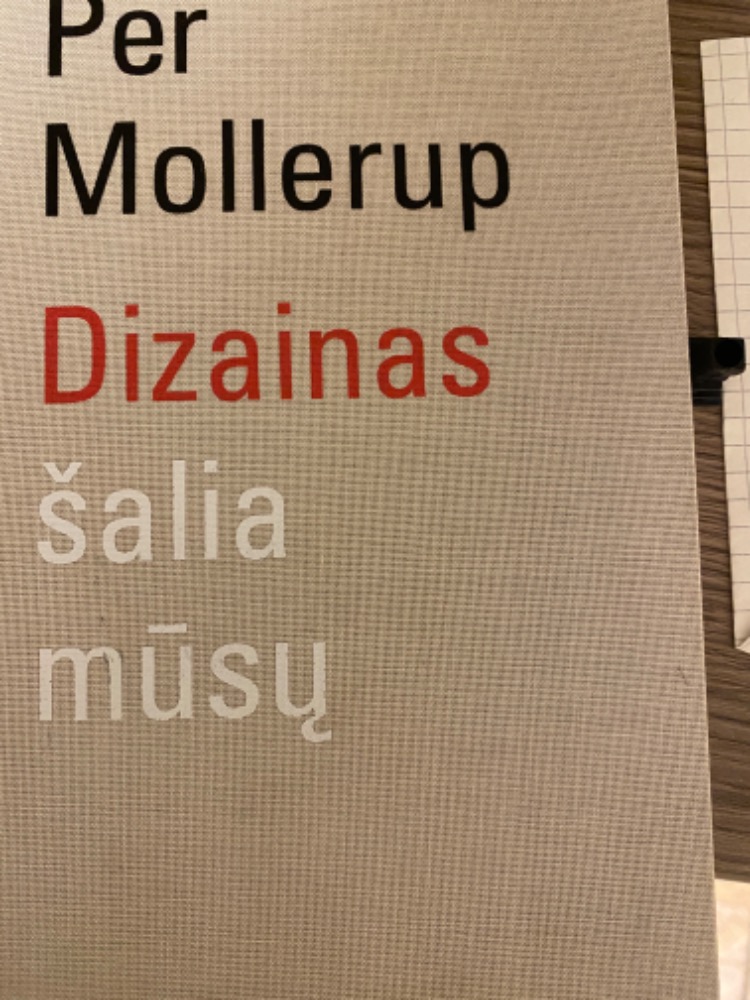 Per
Mollerup
Dizainas
šalia
mūsų